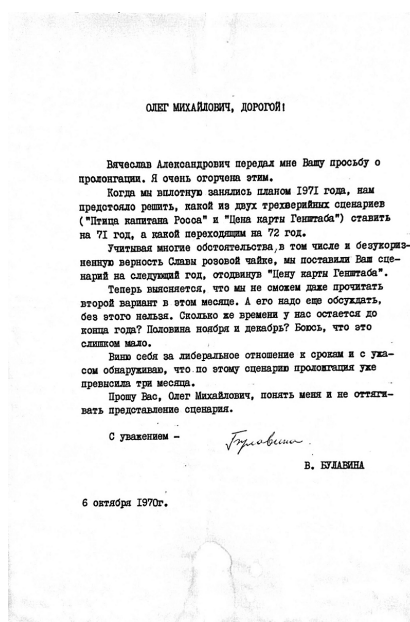 ОЛЕГ МИХАЙЛОВИЧ, ДОРОГОЙ!
Вячеслав Александрович передал мне Вашу просьбу о
пролонгации. Я очень огорчена этим.
Когда мы вплотную занялись планом 1971 года, нам
предстояло решить, какой из двух трехсерийных сценариев
("Птица капитана Росса" и "Цена карты Генштаба") ставить
на 71 год, а какой переходящим на 72 год.
Учитывая многие обстоятельства, в том числе и безукориз-
ненную верность Славы розовой чайке, мы поставили Ваш сце-
нарий на следующий год, отодвинув "Цену карты Генштаба".
Теперь выясняется, что мы не сможем даже прочитать
второй вариант в этом месяце. А его надо еще обсуждать,
без этого нельзя. Сколько же времени у нас остается до
конца года? Половина ноября и декабрь? Боюсь, что это
слишком мало.
Виню себя за либеральное отношение к срокам и с ужа-
сом обнаруживаю, что по этому сценарию пролонгация уже
превысила три месяца.
Прошу Вас, Олег Михайлович, понять меня и не оттяги-
вать представление сценария.
С уважением - Булавина
В. БУЛАВИНА
6 октября 1970г.